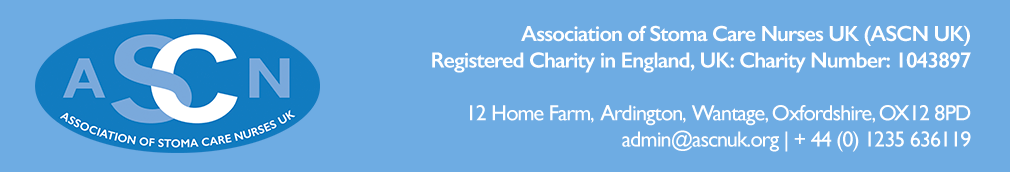 ASCN
ASSOCIATION OF STOMA CARE NURSES UK
Association of Stoma Care Nurses UK (ASCN UK)
Registered Charity in England, UK: Charity Number: 1043897
12 Home Farm, Ardington, Wantage, Oxfordshire, OX12 8PD
admin@ascnuk.org | + 44 (0) 1235 636119